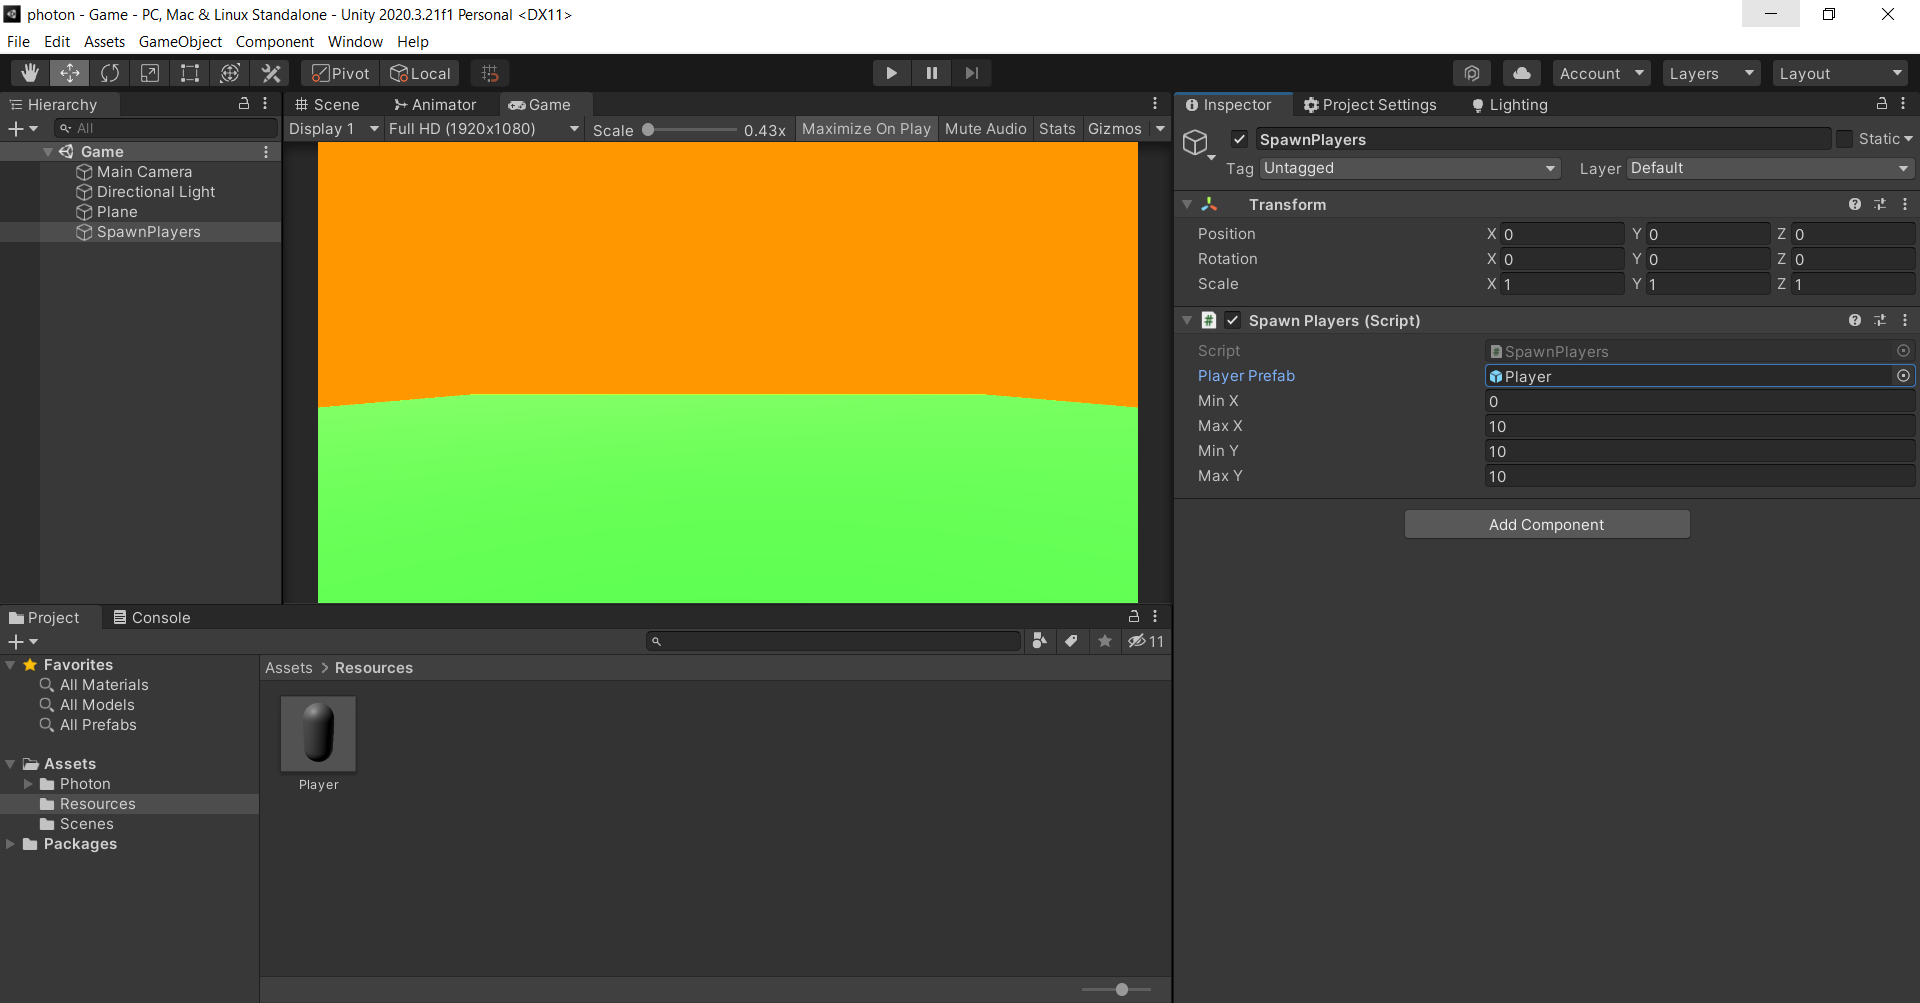 photon - Game - PC, Mac & Linux Standalone - Unity 2020.3.21f1 Personal <DX11>
File Edit Assets GameObject Component Window Help
Pivot Local Account Layers Layout
Hierarchy
All
Game
Main Camera
Directional Light
Plane
SpawnPlayers
Scene Animator Game
Display 1 Full HD (1920x1080) Scale 0.43x Maximize On Play Mute Audio Stats Gizmos
Inspector Project Settings Lighting
SpawnPlayers Static
Tag Untagged Layer Default
Transform
Position X 0 Y 0 Z 0
Rotation X 0 Y 0 Z 0
Scale X 1 Y 1 Z 1
Spawn Players (Script)
Script SpawnPlayers
Player Prefab Player
Min X 0
Max X 10
Min Y 10
Max Y 10
Add Component
Project Console
11
Favorites
All Materials
All Models
All Prefabs
Assets
Photon
Resources
Scenes
Packages
Assets > Resources
Player